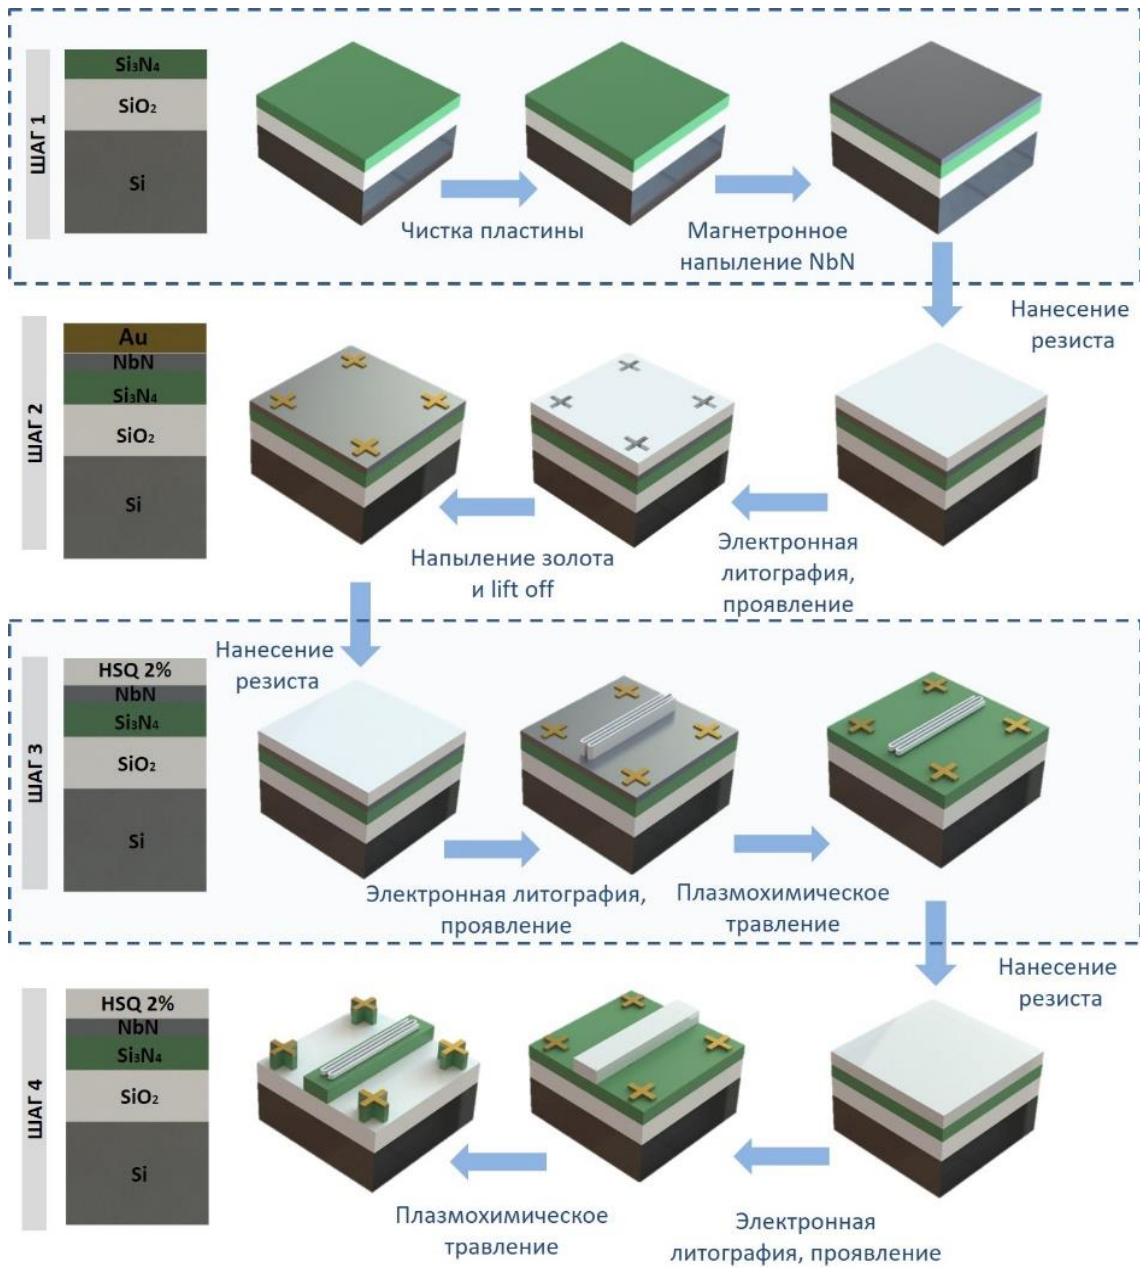 ШАГ 1
Si₃N₄
SiO₂
Si
Чистка пластины
Магнетронное
напыление NbN
Нанесение
резиста
ШАГ 2
Au
NbN
Si₃N₄
SiO₂
Si
Напыление золота
и lift off
Электронная
литография,
проявление
ШАГ 3
HSQ 2%
NbN
Si₃N₄
SiO₂
Si
Нанесение
резиста
Электронная литография,
проявление
Плазмохимическое
травление
Нанесение
резиста
ШАГ 4
HSQ 2%
NbN
Si₃N₄
SiO₂
Si
Плазмохимическое
травление
Электронная
литография, проявление